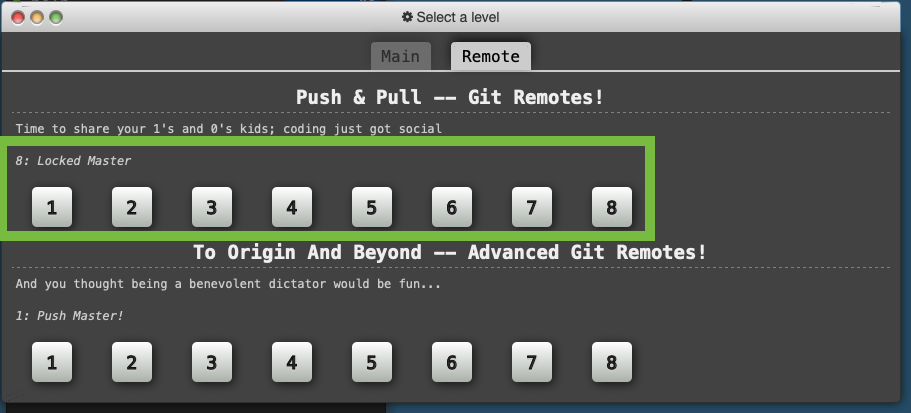 Select a level
Main Remote
Push & Pull -- Git Remotes!
Time to share your 1's and 0's kids; coding just got social
8: Locked Master
1 2 3 4 5 6 7 8
To Origin And Beyond -- Advanced Git Remotes!
And you thought being a benevolent dictator would be fun...
1: Push Master!
1 2 3 4 5 6 7 8